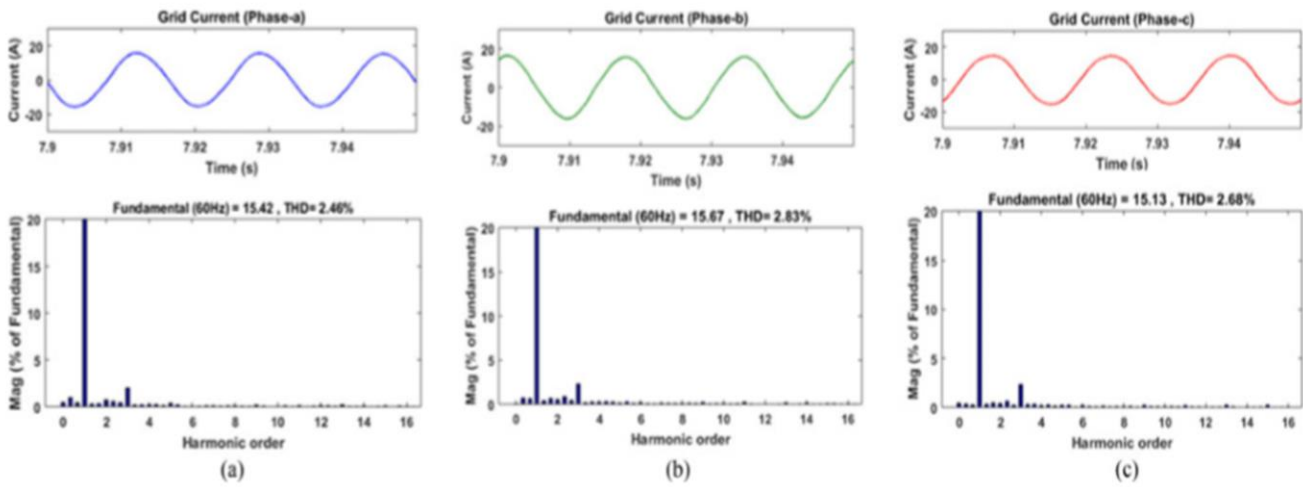 Grid Current (Phase-a)
Current (A)
20
0
-20
7.9 7.91 7.92 7.93 7.94
Time (s)
Fundamental (60Hz) = 15.42 , THD= 2.46%
Mag (% of Fundamental)
20
15
10
5
0
0 2 4 6 8 10 12 14 16
Harmonic order
(a)
Grid Current (Phase-b)
Current (A)
20
0
-20
7.9 7.91 7.92 7.93 7.94
Time (s)
Fundamental (60Hz) = 15.67 , THD= 2.83%
Mag (% of Fundamental)
20
15
10
5
0
0 2 4 6 8 10 12 14 16
Harmonic order
(b)
Grid Current (Phase-c)
Current (A)
20
0
-20
7.9 7.91 7.92 7.93 7.94
Time (s)
Fundamental (60Hz) = 15.13 , THD= 2.68%
Mag (% of Fundamental)
20
15
10
5
0
0 2 4 6 8 10 12 14 16
Harmonic order
(c)